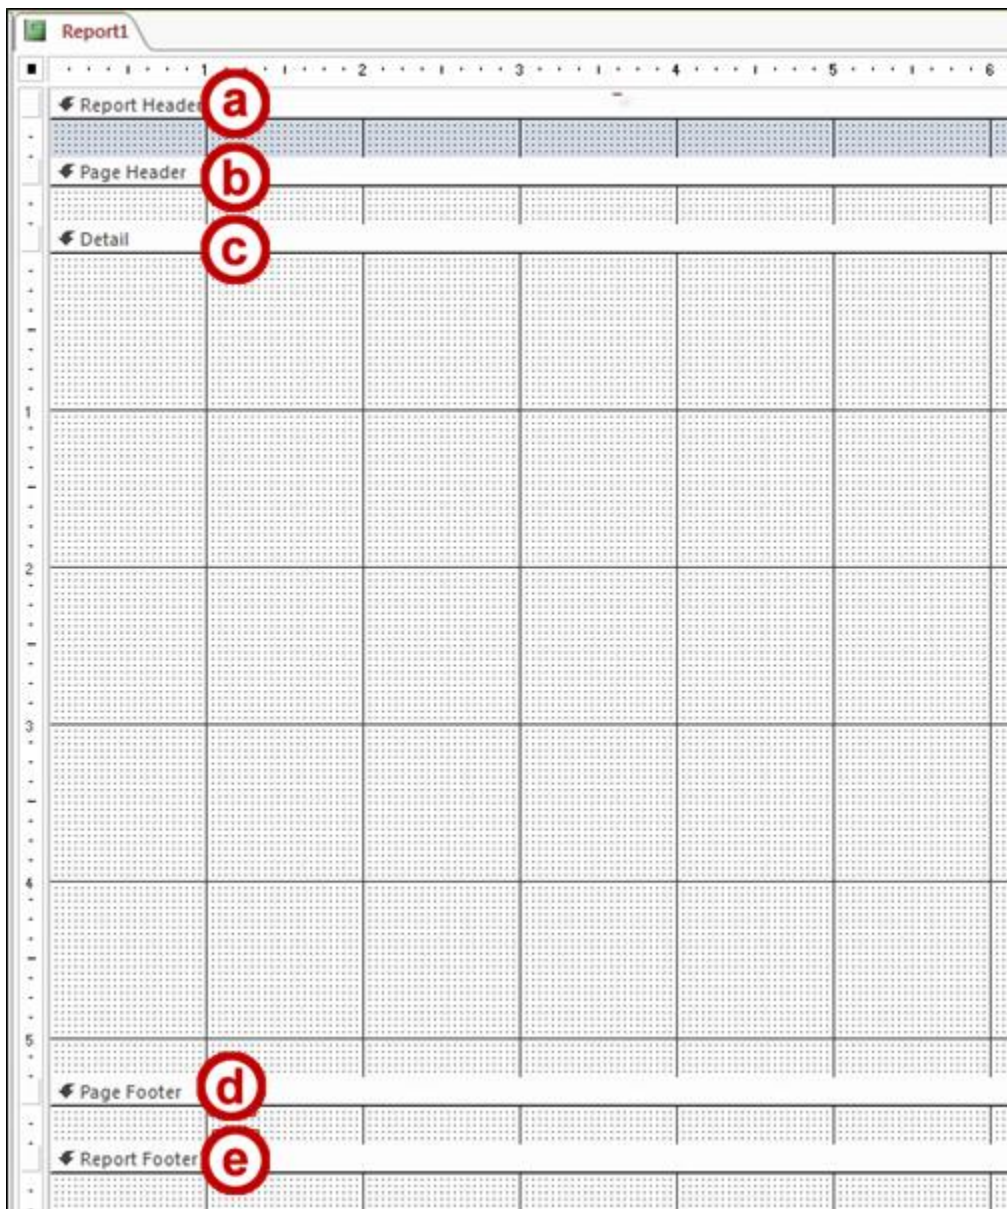 Report1
1 2 3 4 5 6
Report Header a
Page Header b
Detail c
1
2
3
4
5
Page Footer d
Report Footer e